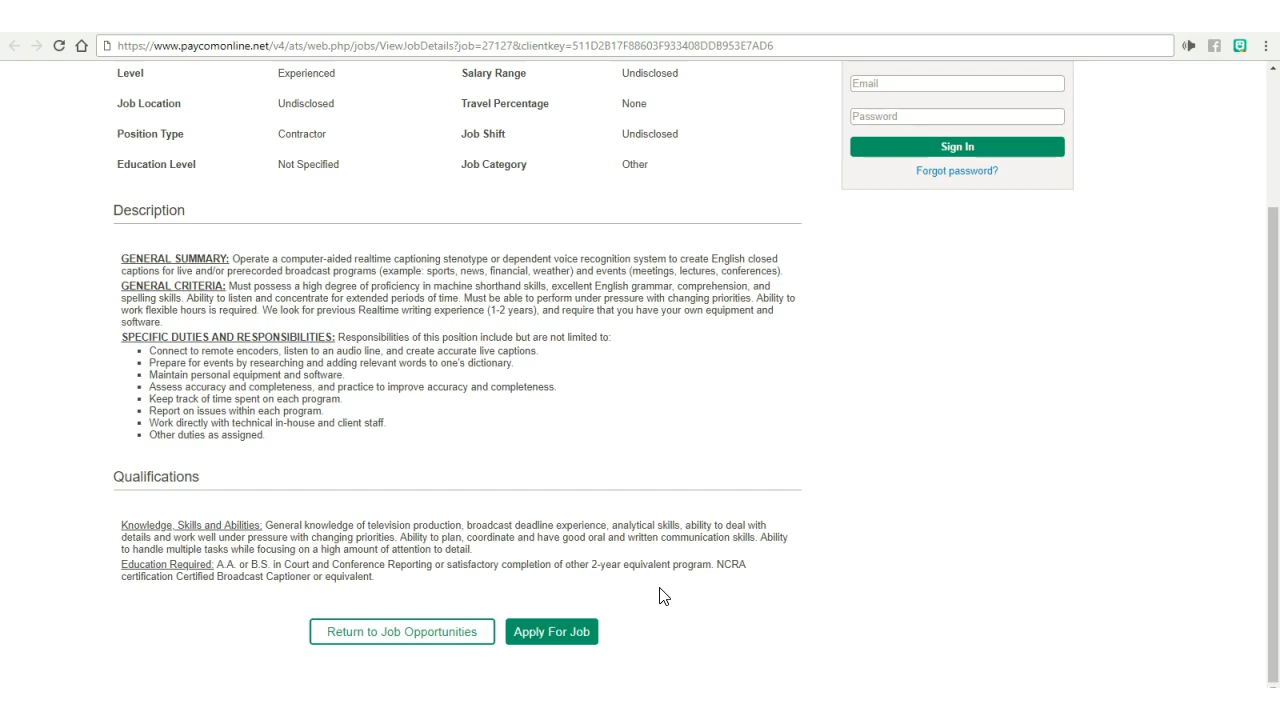 https://www.paycomonline.net/v4/ats/web.php/jobs/ViewJobDetails?job=27127&clientkey=511D2B17F88603F933408DDB953E7AD6
Level Experienced Salary Range Undisclosed
Job Location Undisclosed Travel Percentage None
Position Type Contractor Job Shift Undisclosed
Education Level Not Specified Job Category Other
Email
Password
Sign In
Forgot password?
Description
GENERAL SUMMARY: Operate a computer-aided realtime captioning stenotype or dependent voice recognition system to create English closed
captions for live and/or prerecorded broadcast programs (example: sports, news, financial, weather) and events (meetings, lectures, conferences).
GENERAL CRITERIA: Must possess a high degree of proficiency in machine shorthand skills, excellent English grammar, comprehension, and
spelling skills. Ability to listen and concentrate for extended periods of time. Must be able to perform under pressure with changing priorities. Ability to
work flexible hours is required. We look for previous Realtime writing experience (1-2 years), and require that you have your own equipment and
software.
SPECIFIC DUTIES AND RESPONSIBILITIES: Responsibilities of this position include but are not limited to:
▪ Connect to remote encoders, listen to an audio line, and create accurate live captions.
▪ Prepare for events by researching and adding relevant words to one's dictionary.
▪ Maintain personal equipment and software.
▪ Assess accuracy and completeness, and practice to improve accuracy and completeness.
▪ Keep track of time spent on each program.
▪ Report on issues within each program.
▪ Work directly with technical in-house and client staff.
▪ Other duties as assigned.
Qualifications
Knowledge, Skills and Abilities: General knowledge of television production, broadcast deadline experience, analytical skills, ability to deal with
details and work well under pressure with changing priorities. Ability to plan, coordinate and have good oral and written communication skills. Ability
to handle multiple tasks while focusing on a high amount of attention to detail.
Education Required: A.A. or B.S. in Court and Conference Reporting or satisfactory completion of other 2-year equivalent program. NCRA
certification Certified Broadcast Captioner or equivalent.
Return to Job Opportunities Apply For Job